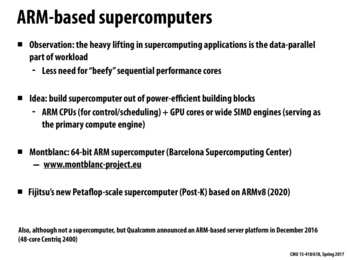 ARM-based supercomputers
■ Observation: the heavy lifting in supercomputing applications is the data-parallel
part of workload
- Less need for "beefy" sequential performance cores
■ Idea: build supercomputer out of power-efficient building blocks
- ARM CPUs (for control/scheduling) + GPU cores or wide SIMD engines (serving as
the primary compute engine)
■ Montblanc: 64-bit ARM supercomputer (Barcelona Supercomputing Center)
— www.montblanc-project.eu
■ Fijitsu's new Petaflop-scale supercomputer (Post-K) based on ARMv8 (2020)
Also, although not a supercomputer, but Qualcomm announced an ARM-based server platform in December 2016
(48-core Centriq 2400)
CMU 15-418/618, Spring 2017